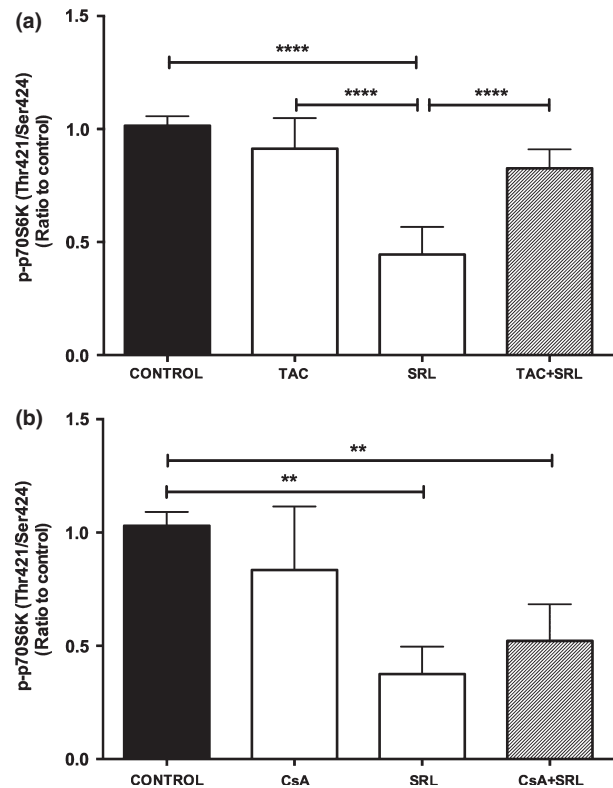 (a)
p-p70S6K (Thr421/Ser424)
(Ratio to control)
1.5
1.0
0.5
0.0
****
**** ****
CONTROL TAC SRL TAC+SRL
(b)
p-p70S6K (Thr421/Ser424)
(Ratio to control)
1.5
1.0
0.5
0.0
**
**
CONTROL CsA SRL CsA+SRL